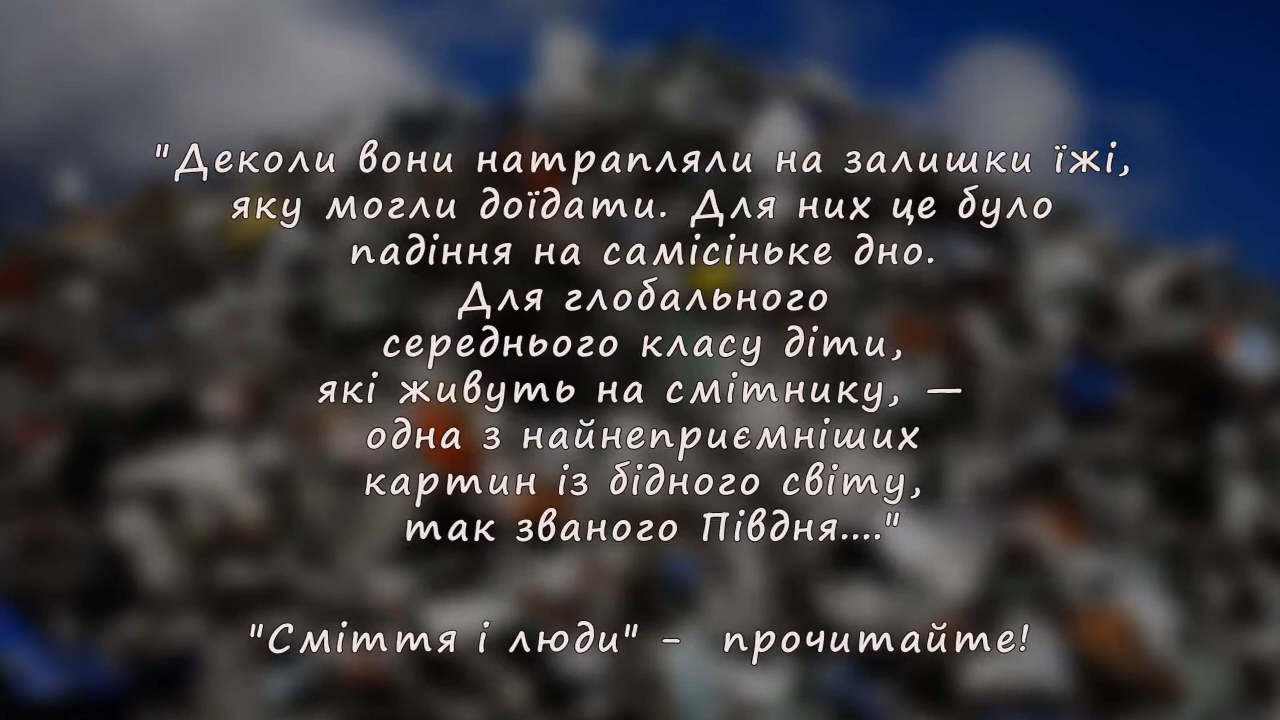 "Деколи вони натрапляли на залишки їжі,
яку могли доїдати. Для них це було
падіння на самісіньке дно.
Для глобального
середнього класу діти,
які живуть на смітнику, —
одна з найнеприємніших
картин із бідного світу,
так званого Півдня...."
"Сміття і люди" - прочитайте!